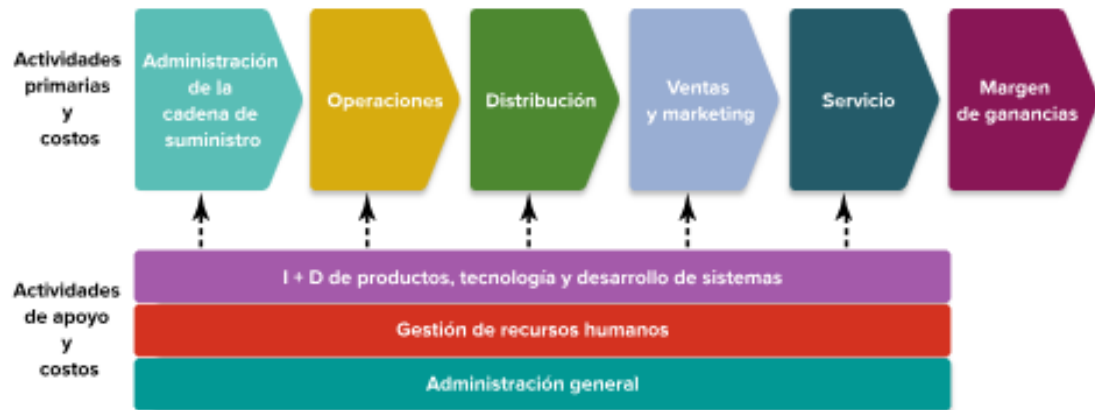 Actividades
primarias
y
costos
Administración
de la
cadena de
suministro
Operaciones
Distribución
Ventas
y marketing
Servicio
Margen
de ganancias
Actividades
de apoyo
y
costos
I + D de productos, tecnología y desarrollo de sistemas
Gestión de recursos humanos
Administración general